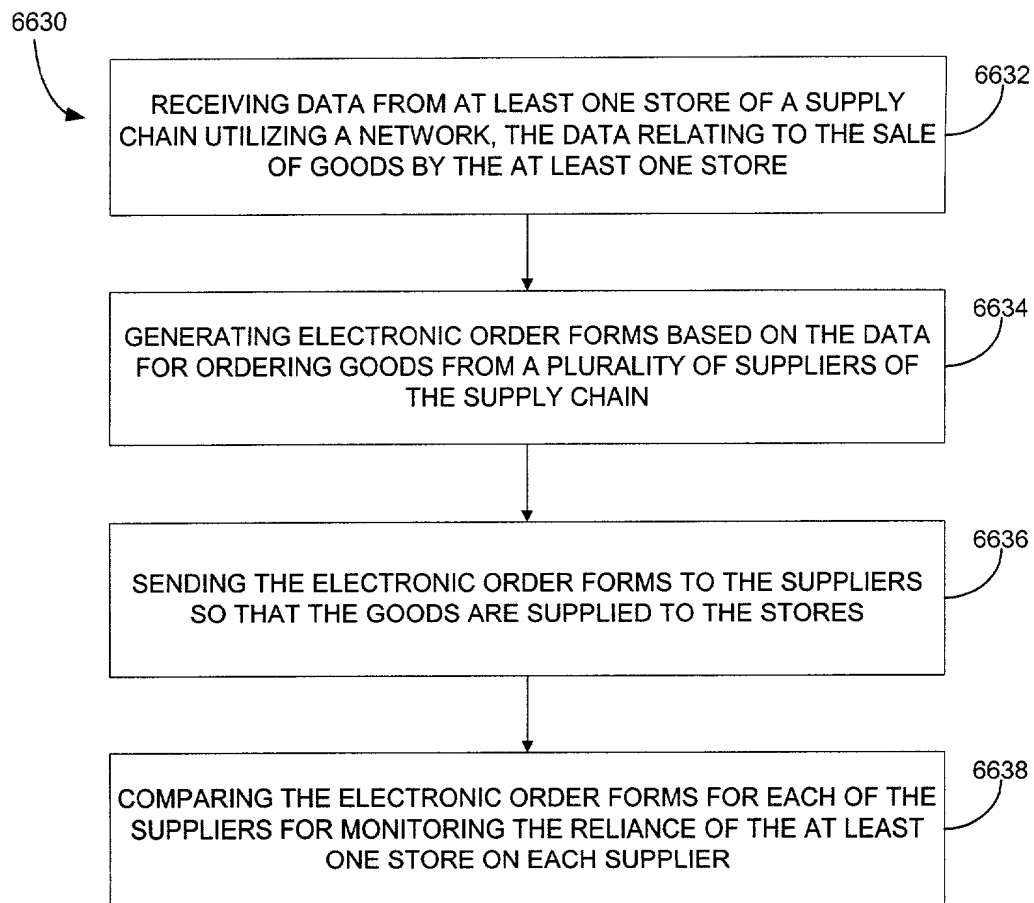 6630
6632
RECEIVING DATA FROM AT LEAST ONE STORE OF A SUPPLY
CHAIN UTILIZING A NETWORK, THE DATA RELATING TO THE SALE
OF GOODS BY THE AT LEAST ONE STORE
6634
GENERATING ELECTRONIC ORDER FORMS BASED ON THE DATA
FOR ORDERING GOODS FROM A PLURALITY OF SUPPLIERS OF
THE SUPPLY CHAIN
6636
SENDING THE ELECTRONIC ORDER FORMS TO THE SUPPLIERS
SO THAT THE GOODS ARE SUPPLIED TO THE STORES
6638
COMPARING THE ELECTRONIC ORDER FORMS FOR EACH OF THE
SUPPLIERS FOR MONITORING THE RELIANCE OF THE AT LEAST
ONE STORE ON EACH SUPPLIER